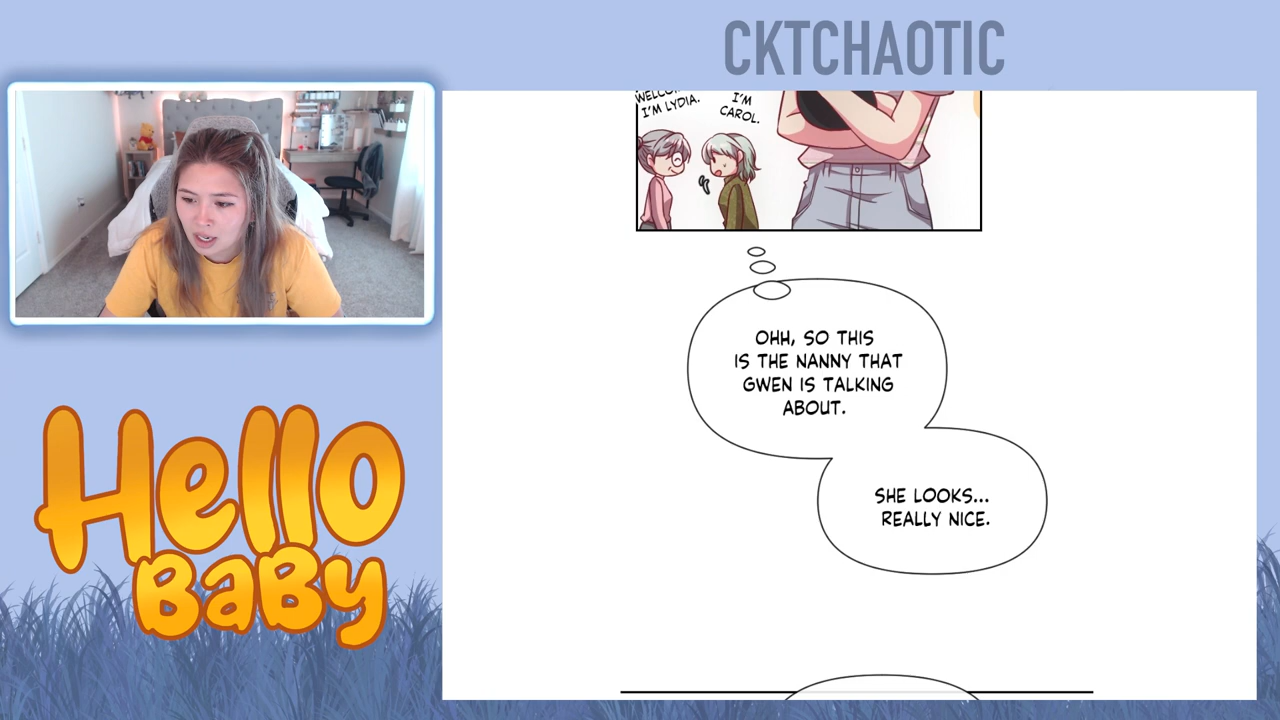 CKTCHAOTIC
I'M LYDIA.
I'M
CAROL.
OHH, SO THIS
IS THE NANNY THAT
GWEN IS TALKING
ABOUT.
SHE LOOKS...
REALLY NICE.
Hello
BaBy